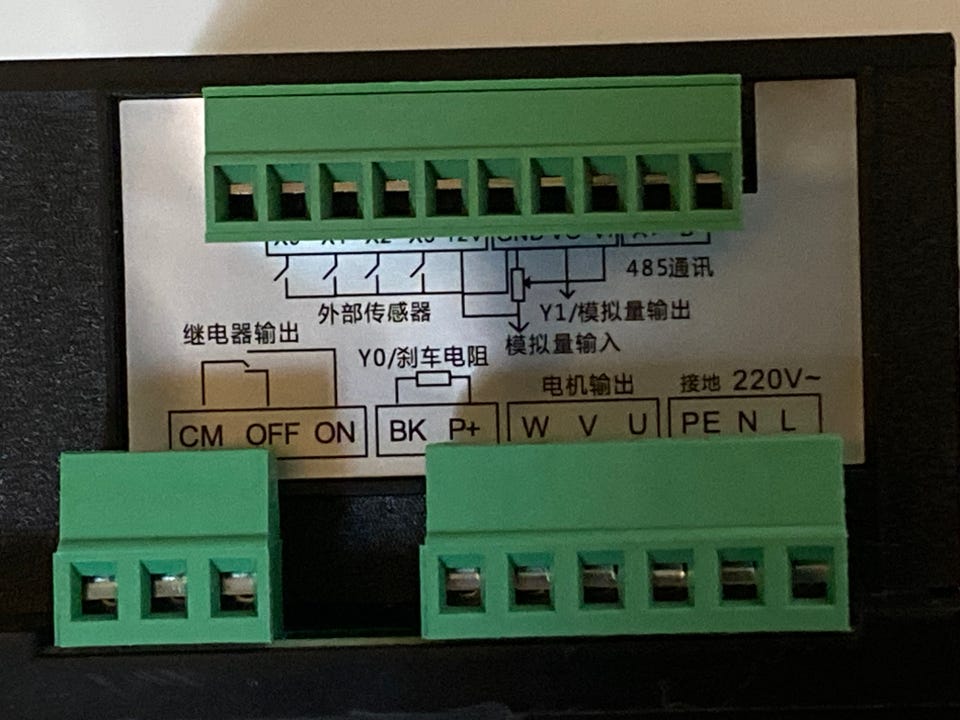 485通讯
外部传感器
Y1/模拟量输出
继电器输出
Y0/刹车电阻
模拟量输入
电机输出
接地 220V~
CM OFF ON
BK P+
W V U
PE N L